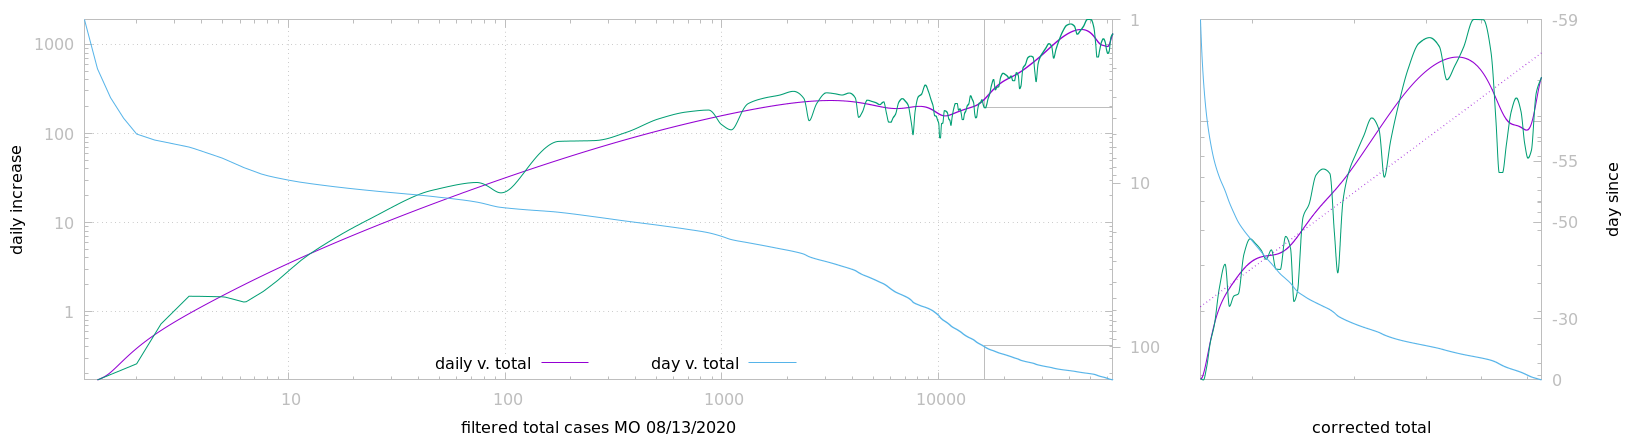 1000
100
10
1
daily increase
1
10
100
-59
-55
-50
-30
0
day since
daily v. total
day v. total
10
100
1000
10000
filtered total cases MO 08/13/2020
corrected total